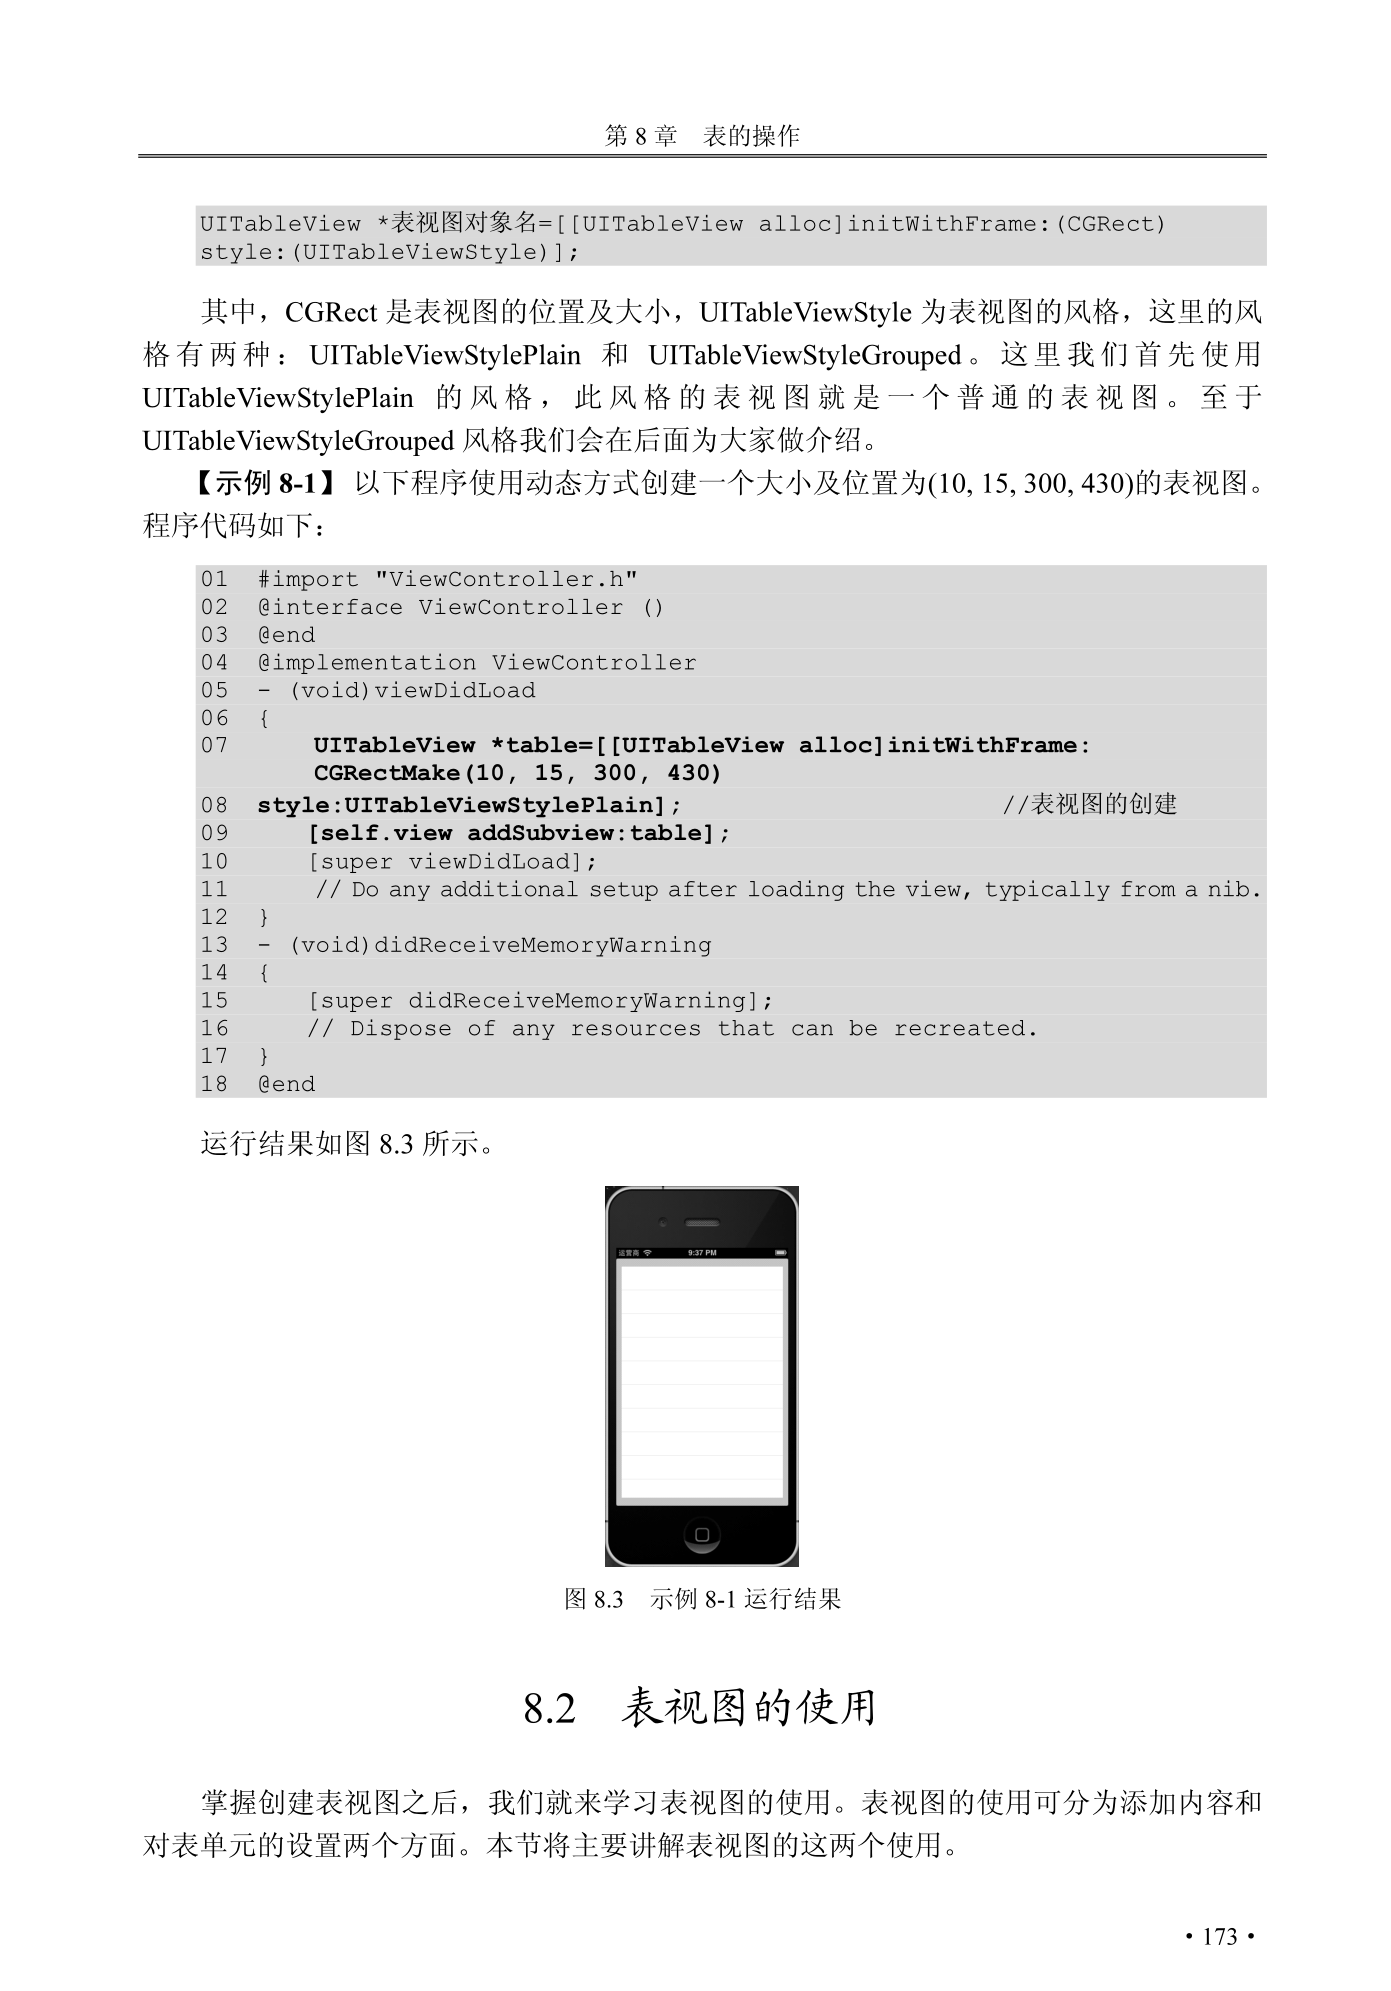 第 8 章　表的操作
UITableView *表视图对象名=[[UITableView alloc]initWithFrame:(CGRect)
style:(UITableViewStyle)];
其中，CGRect 是表视图的位置及大小，UITableViewStyle 为表视图的风格，这里的风
格有两种：UITableViewStylePlain 和 UITableViewStyleGrouped。这里我们首先使用
UITableViewStylePlain 的风格，此风格的表视图就是一个普通的表视图。至于
UITableViewStyleGrouped 风格我们会在后面为大家做介绍。
【示例 8-1】 以下程序使用动态方式创建一个大小及位置为(10, 15, 300, 430)的表视图。
程序代码如下：
01 #import "ViewController.h"
02 @interface ViewController ()
03 @end
04 @implementation ViewController
05 - (void)viewDidLoad
06 {
07 UITableView *table=[[UITableView alloc]initWithFrame:
CGRectMake(10, 15, 300, 430)
08 style:UITableViewStylePlain]; //表视图的创建
09 [self.view addSubview:table];
10 [super viewDidLoad];
11 // Do any additional setup after loading the view, typically from a nib.
12 }
13 - (void)didReceiveMemoryWarning
14 {
15 [super didReceiveMemoryWarning];
16 // Dispose of any resources that can be recreated.
17 }
18 @end
运行结果如图 8.3 所示。
运营商 9:37 PM
图 8.3　示例 8-1 运行结果
8.2　表视图的使用
掌握创建表视图之后，我们就来学习表视图的使用。表视图的使用可分为添加内容和
对表单元的设置两个方面。本节将主要讲解表视图的这两个使用。
· 173 ·